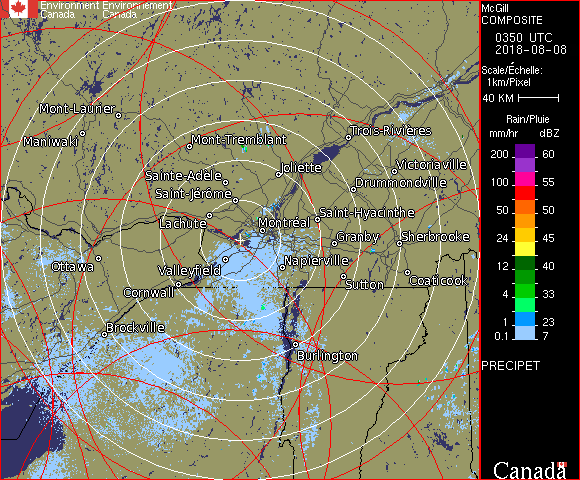 Environment Environnement
Canada Canada
Mont-Laurier
Maniwaki
Mont-Tremblant
Trois-Rivières
Sainte-Adèle
Joliette
Victoriaville
Saint-Jérôme
Drummondville
Lachute
Montréal
Saint-Hyacinthe
Granby
Sherbrooke
Ottawa
Valleyfield
Napierville
Cornwall
Sutton
Coaticook
Brockville
Burlington
McGill
COMPOSITE
0350 UTC
2018-08-08
Scale/Échelle:
1km/Pixel
40 KM
Rain/Pluie
mm/hr dBZ
200 60
55
100 55
50 50
24 45
12 40
4 33
1 23
0.1 7
PRECIPET
Canada